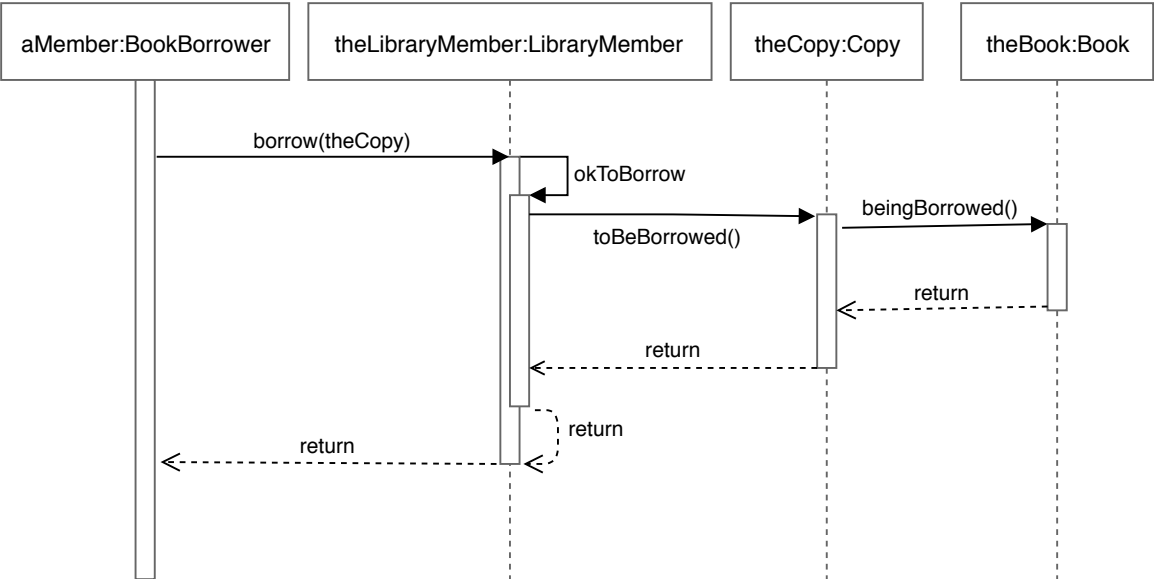 aMember:BookBorrower
theLibraryMember:LibraryMember
theCopy:Copy
theBook:Book
borrow(theCopy)
okToBorrow
toBeBorrowed()
beingBorrowed()
return
return
return
return